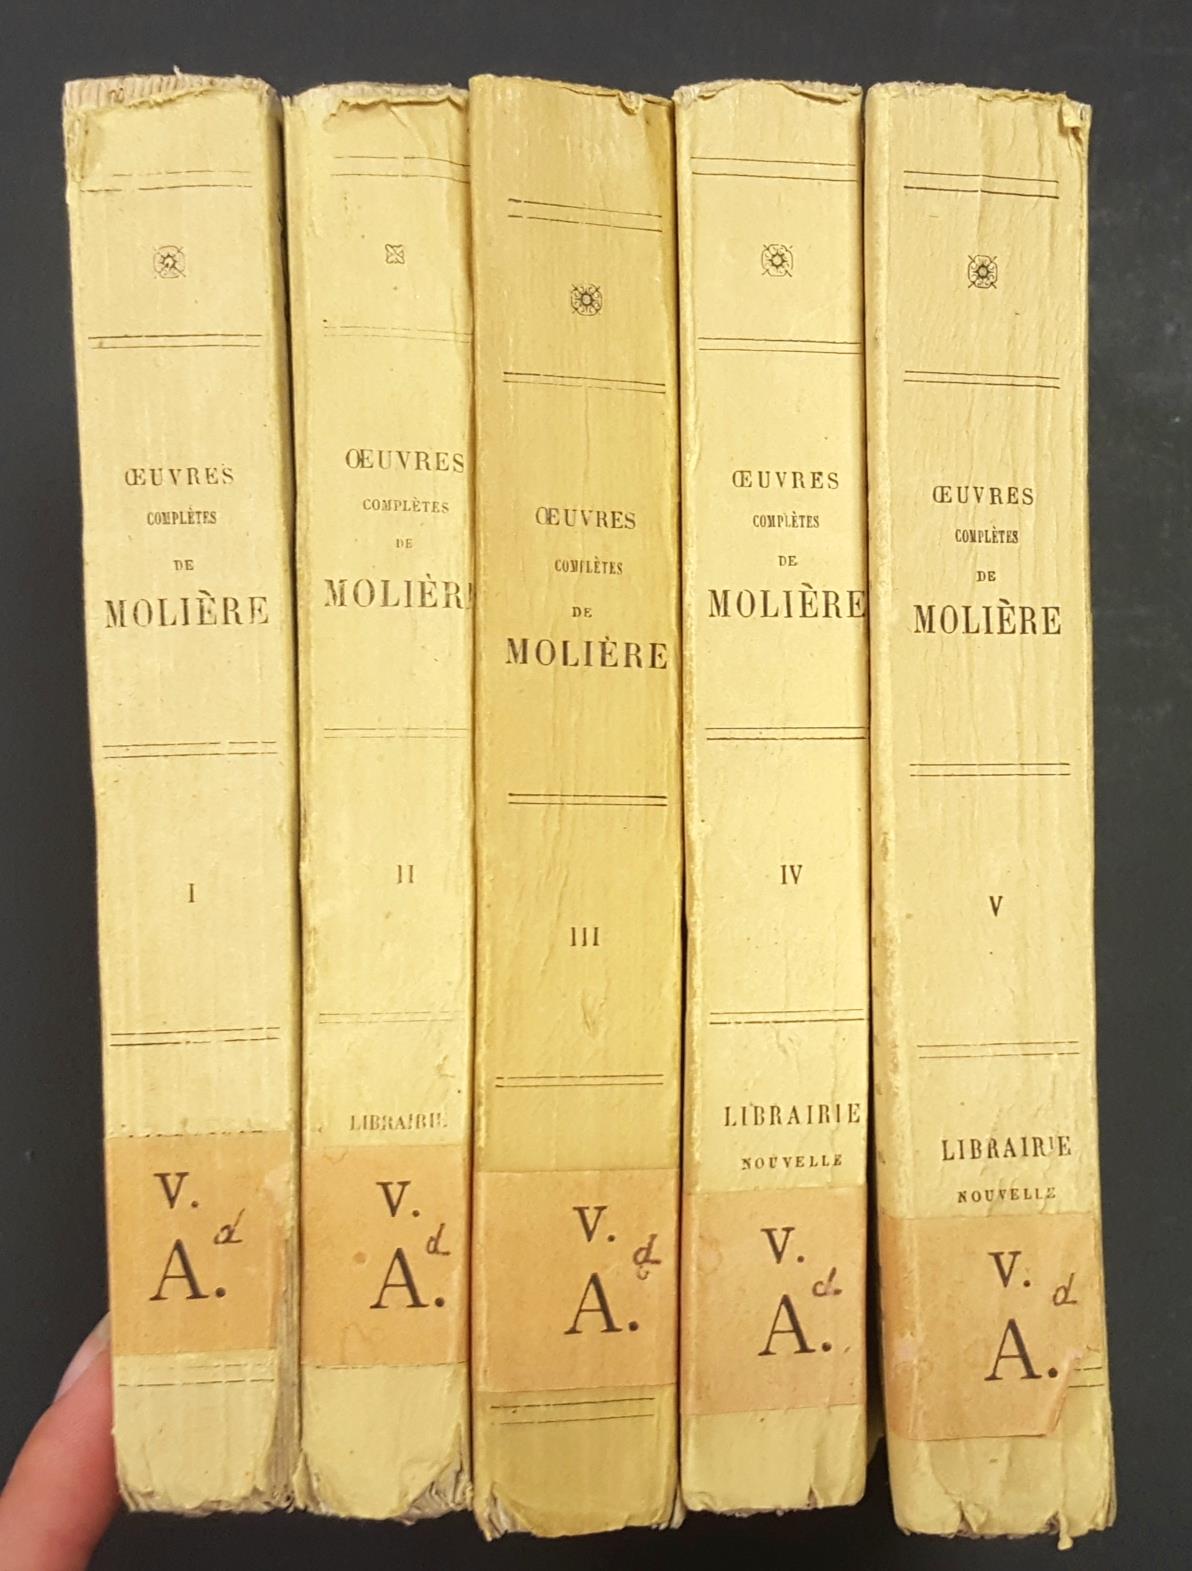 ŒUVRES
COMPLÈTES
DE
MOLIÈRE
I
V.
d
A.
ŒUVRES
COMPLÈTES
DE
MOLIÈR
II
LIBRAIRIE
V.
d
A.
ŒUVRES
COMPLÈTES
DE
MOLIÈRE
III
V.
d
A.
ŒUVRES
COMPLÈTES
DE
MOLIÈRE
IV
LIBRAIRIE
NOUVELLE
V.
d.
A.
ŒUVRES
COMPLÈTES
DE
MOLIÈRE
V
LIBRAIRIE
NOUVELLE
V.
d
A.